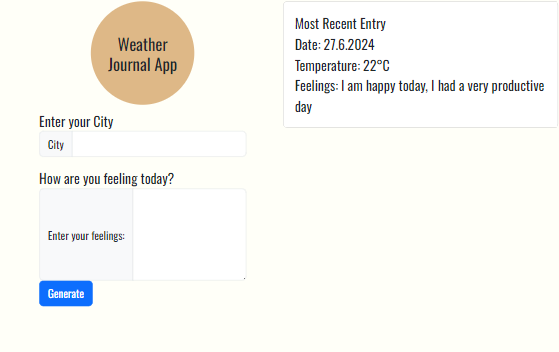 Weather
Journal App
Enter your City
City
How are you feeling today?
Enter your feelings:
Generate
Most Recent Entry
Date: 27.6.2024
Temperature: 22°C
Feelings: I am happy today, I had a very productive
day